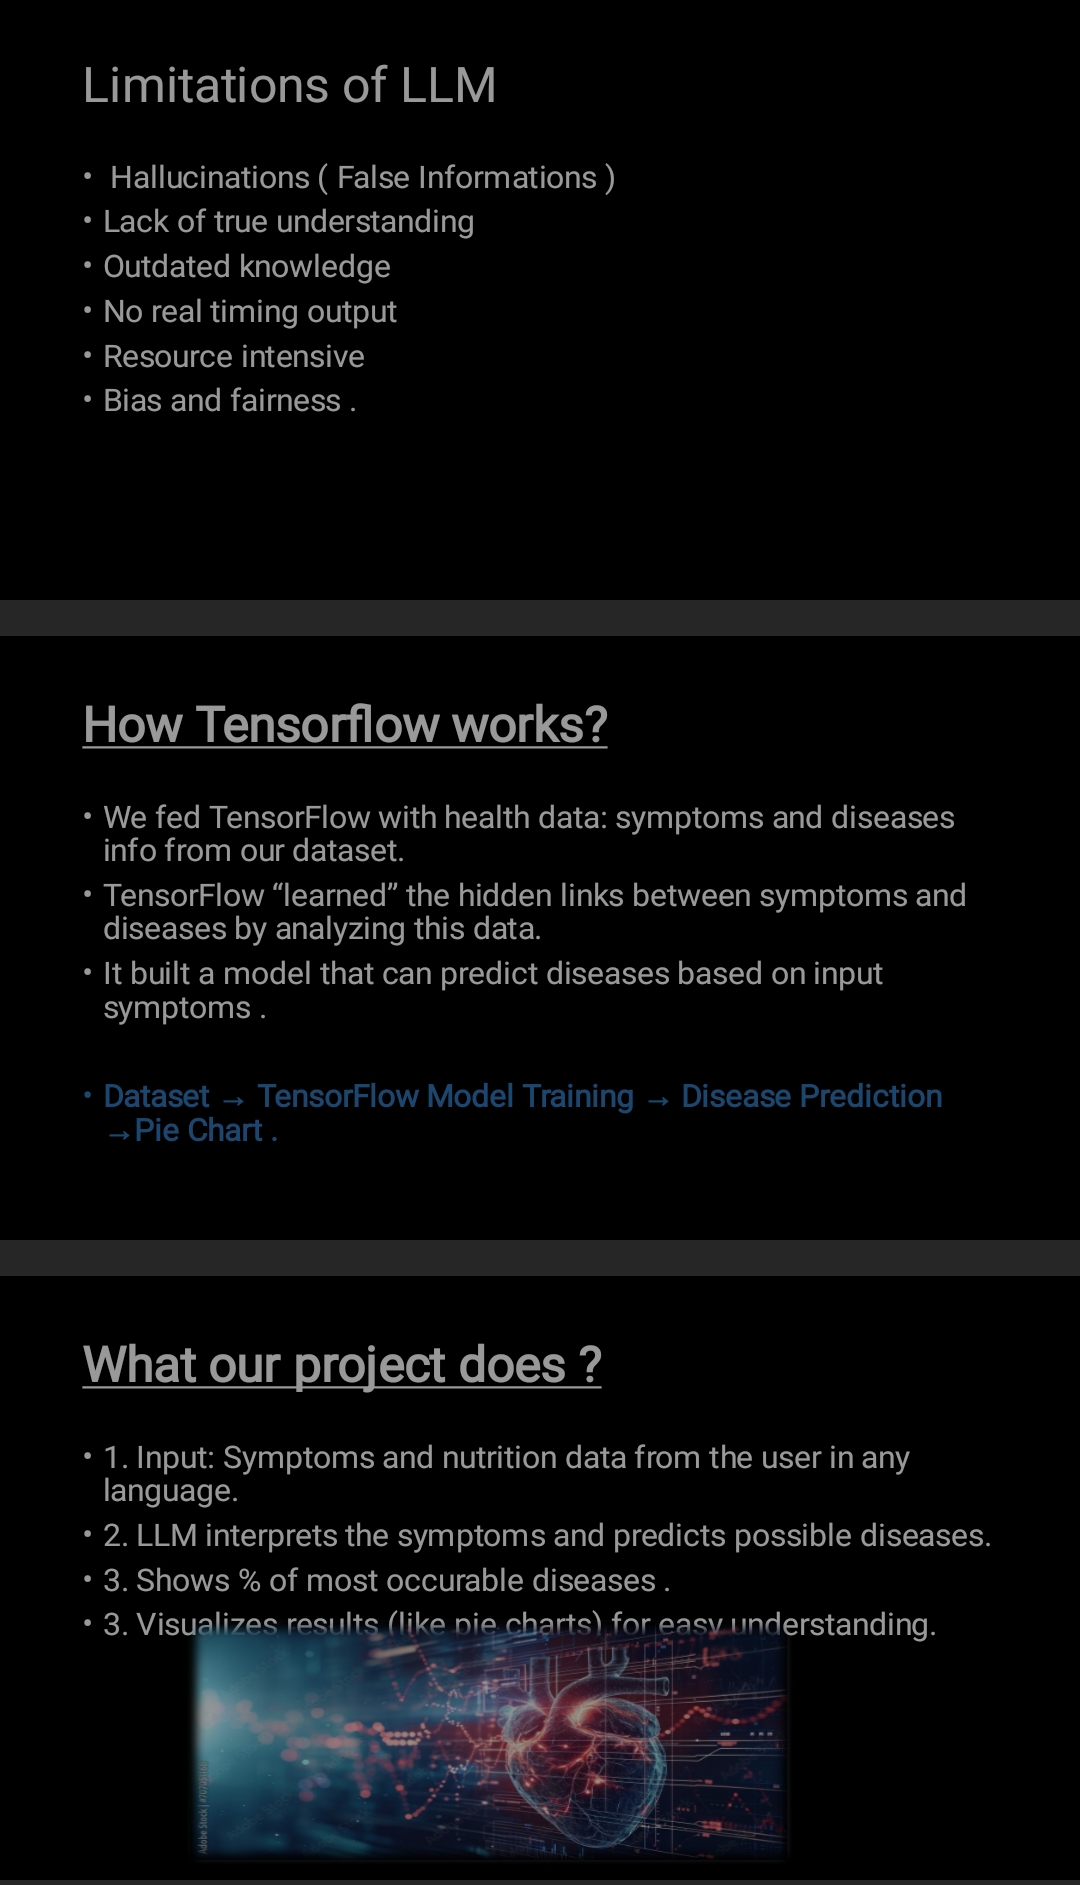 Limitations of LLM
• Hallucinations ( False Informations )
• Lack of true understanding
• Outdated knowledge
• No real timing output
• Resource intensive
• Bias and fairness .
How Tensorflow works?
• We fed TensorFlow with health data: symptoms and diseases
info from our dataset.
• TensorFlow “learned” the hidden links between symptoms and
diseases by analyzing this data.
• It built a model that can predict diseases based on input
symptoms .
• Dataset → TensorFlow Model Training → Disease Prediction
→Pie Chart .
What our project does ?
• 1. Input: Symptoms and nutrition data from the user in any
language.
• 2. LLM interprets the symptoms and predicts possible diseases.
• 3. Shows % of most occurable diseases .
• 3. Visualizes results (like pie charts) for easy understanding.
Adobe Stock |